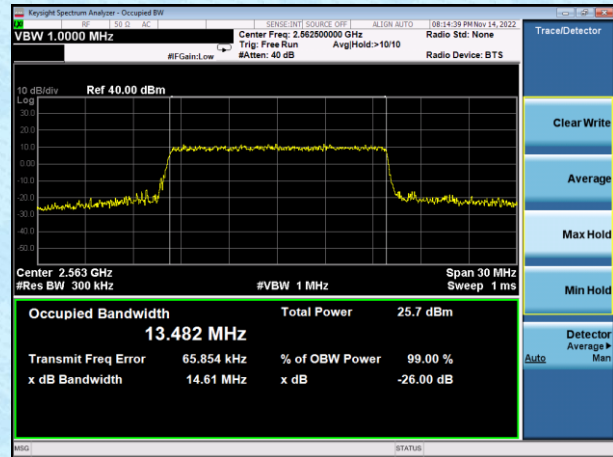 Keysight Spectrum Analyzer - Occupied BW
LXI RF 50 Ω AC SENSE:INT SOURCE OFF ALIGN AUTO 08:14:39 PM Nov 14, 2022
VBW 1.0000 MHz Center Freq: 2.562500000 GHz Radio Std: None
Trig: Free Run Avg|Hold:>10/10
#IFGain:Low #Atten: 40 dB Radio Device: BTS
10 dB/div Ref 40.00 dBm
Log
30.0
20.0
10.0
0.00
-10.0
-20.0
-30.0
-40.0
-50.0
Center 2.563 GHz Span 30 MHz
#Res BW 300 kHz #VBW 1 MHz Sweep 1 ms
Occupied Bandwidth Total Power 25.7 dBm
13.482 MHz
Transmit Freq Error 65.854 kHz % of OBW Power 99.00 %
x dB Bandwidth 14.61 MHz x dB -26.00 dB
MSG STATUS
Trace/Detector
Clear Write
Average
Max Hold
Min Hold
Detector
Average▶
Auto Man